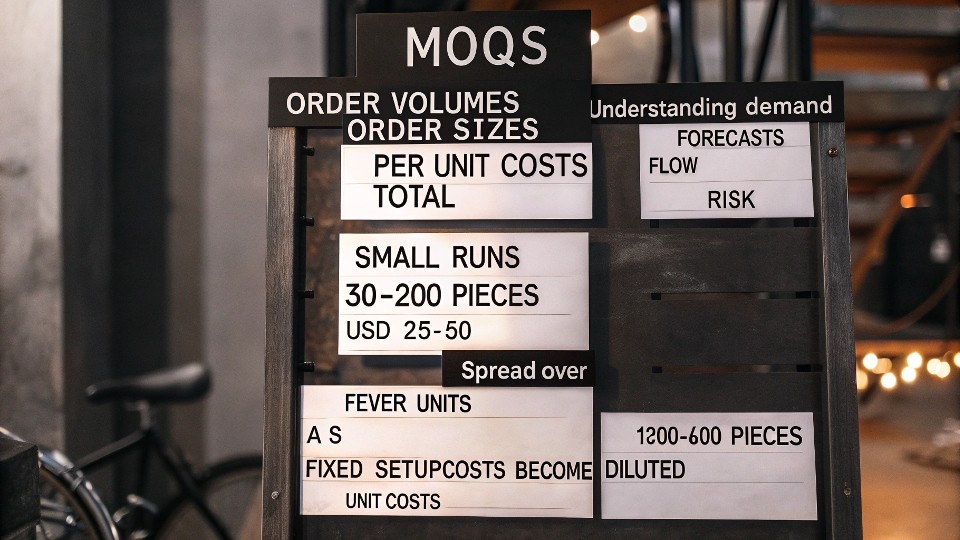 MOQS
ORDER VOLUMES
ORDER SIZES
PER UNIT COSTS
TOTAL
Understanding demand
FORECASTS
FLOW
RISK
SMALL RUNS
30-200 PIECES
USD 25-50
Spread over
FEVER UNITS
A S
FIXED SETUPCOSTS BECOME DILUTED
UNIT COSTS
1200-600 PIECES